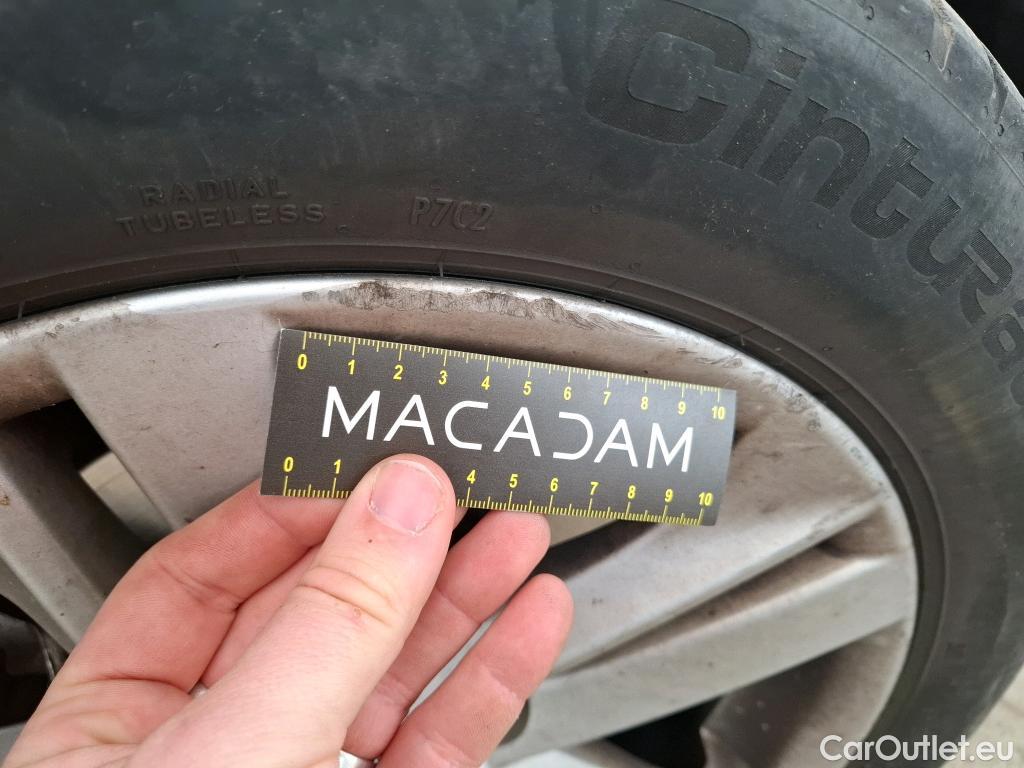 Cintura
RADIAL
TUBELESS
P7C2
0 1 2 3 4 5 6 7 8 9 10
MACADAM
0 1 4 5 6 7 8 9 10
CarOutlet.eu